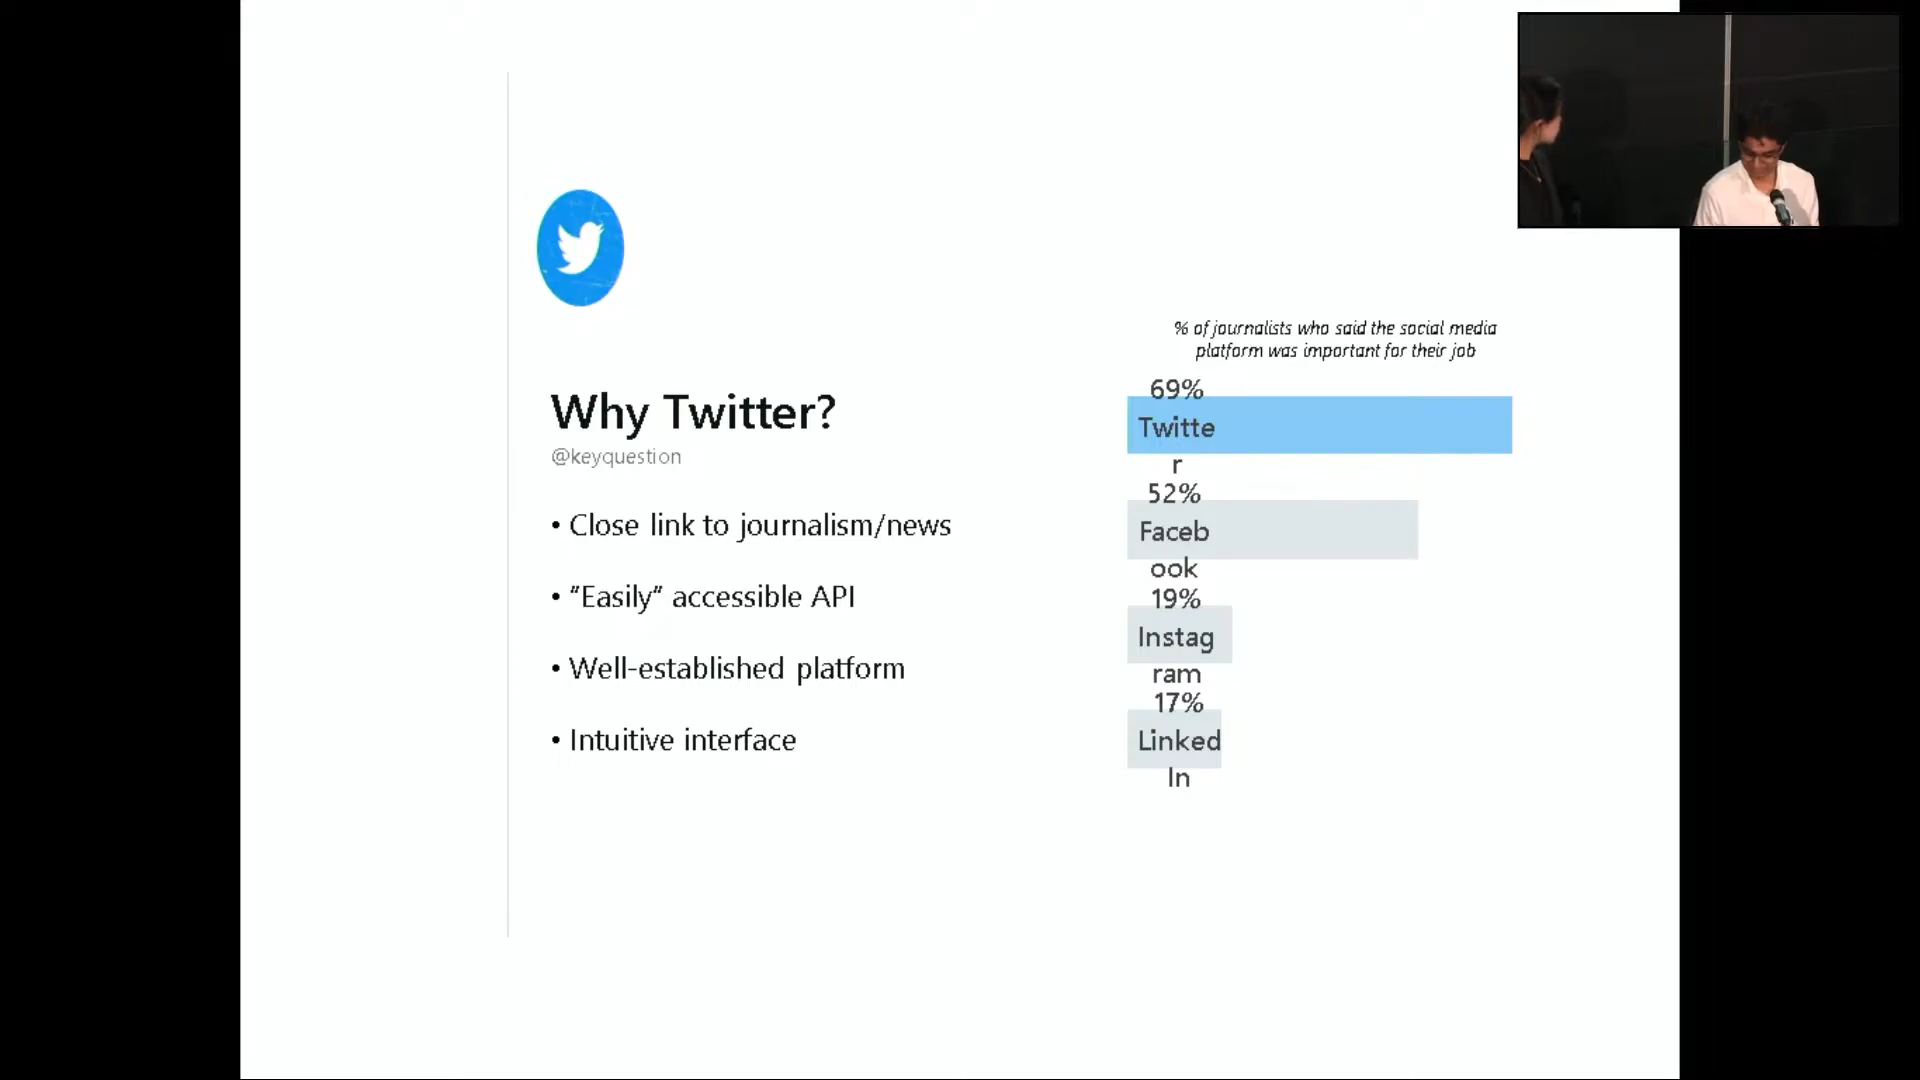 Why Twitter?
@keyquestion
• Close link to journalism/news
• “Easily” accessible API
• Well-established platform
• Intuitive interface
% of journalists who said the social media
platform was important for their job
69%
Twitte
r
52%
Faceb
ook
19%
Instag
ram
17%
Linked
In